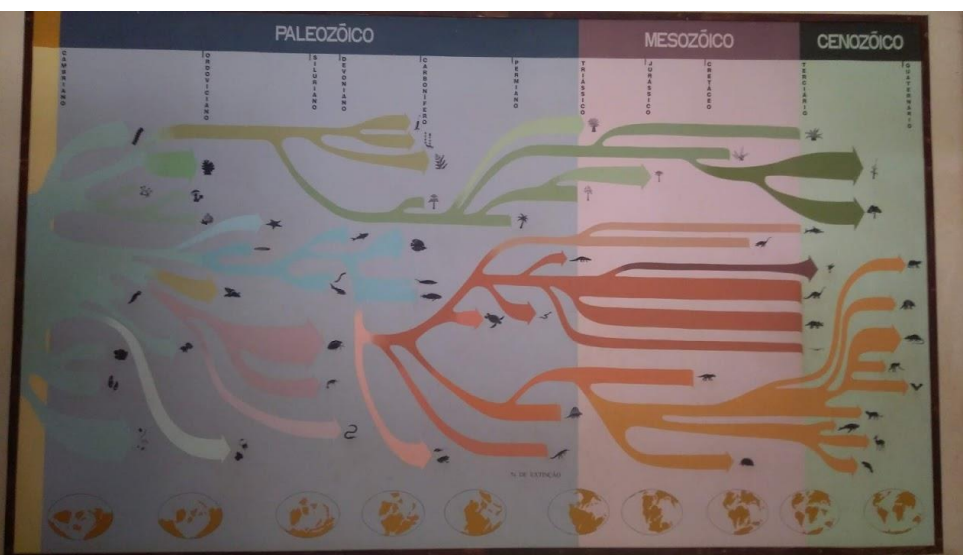 PALEOZÓICO
MESOZÓICO
CENOZÓICO
CAMBRIANO
ORDOVICIANO
SILURIANO
DEVONIANO
CARBONÍFERO
PERMIANO
TRIÁSSICO
JURÁSSICO
CRETÁCEO
TERCIÁRIO
QUATERNÁRIO